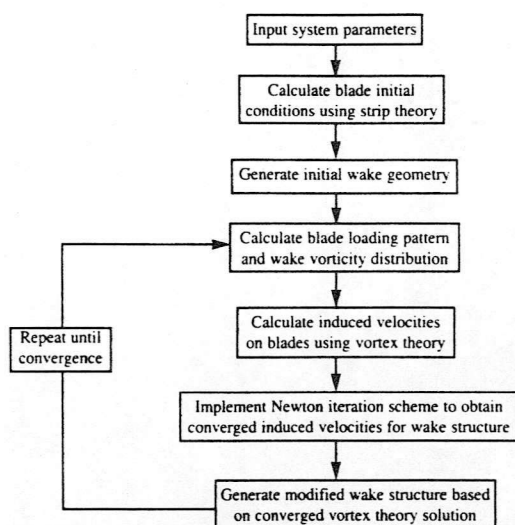 Input system parameters
Calculate blade initial
conditions using strip theory
Generate initial wake geometry
Calculate blade loading pattern
and wake vorticity distribution
Calculate induced velocities
on blades using vortex theory
Repeat until
convergence
Implement Newton iteration scheme to obtain
converged induced velocities for wake structure
Generate modified wake structure based
on converged vortex theory solution